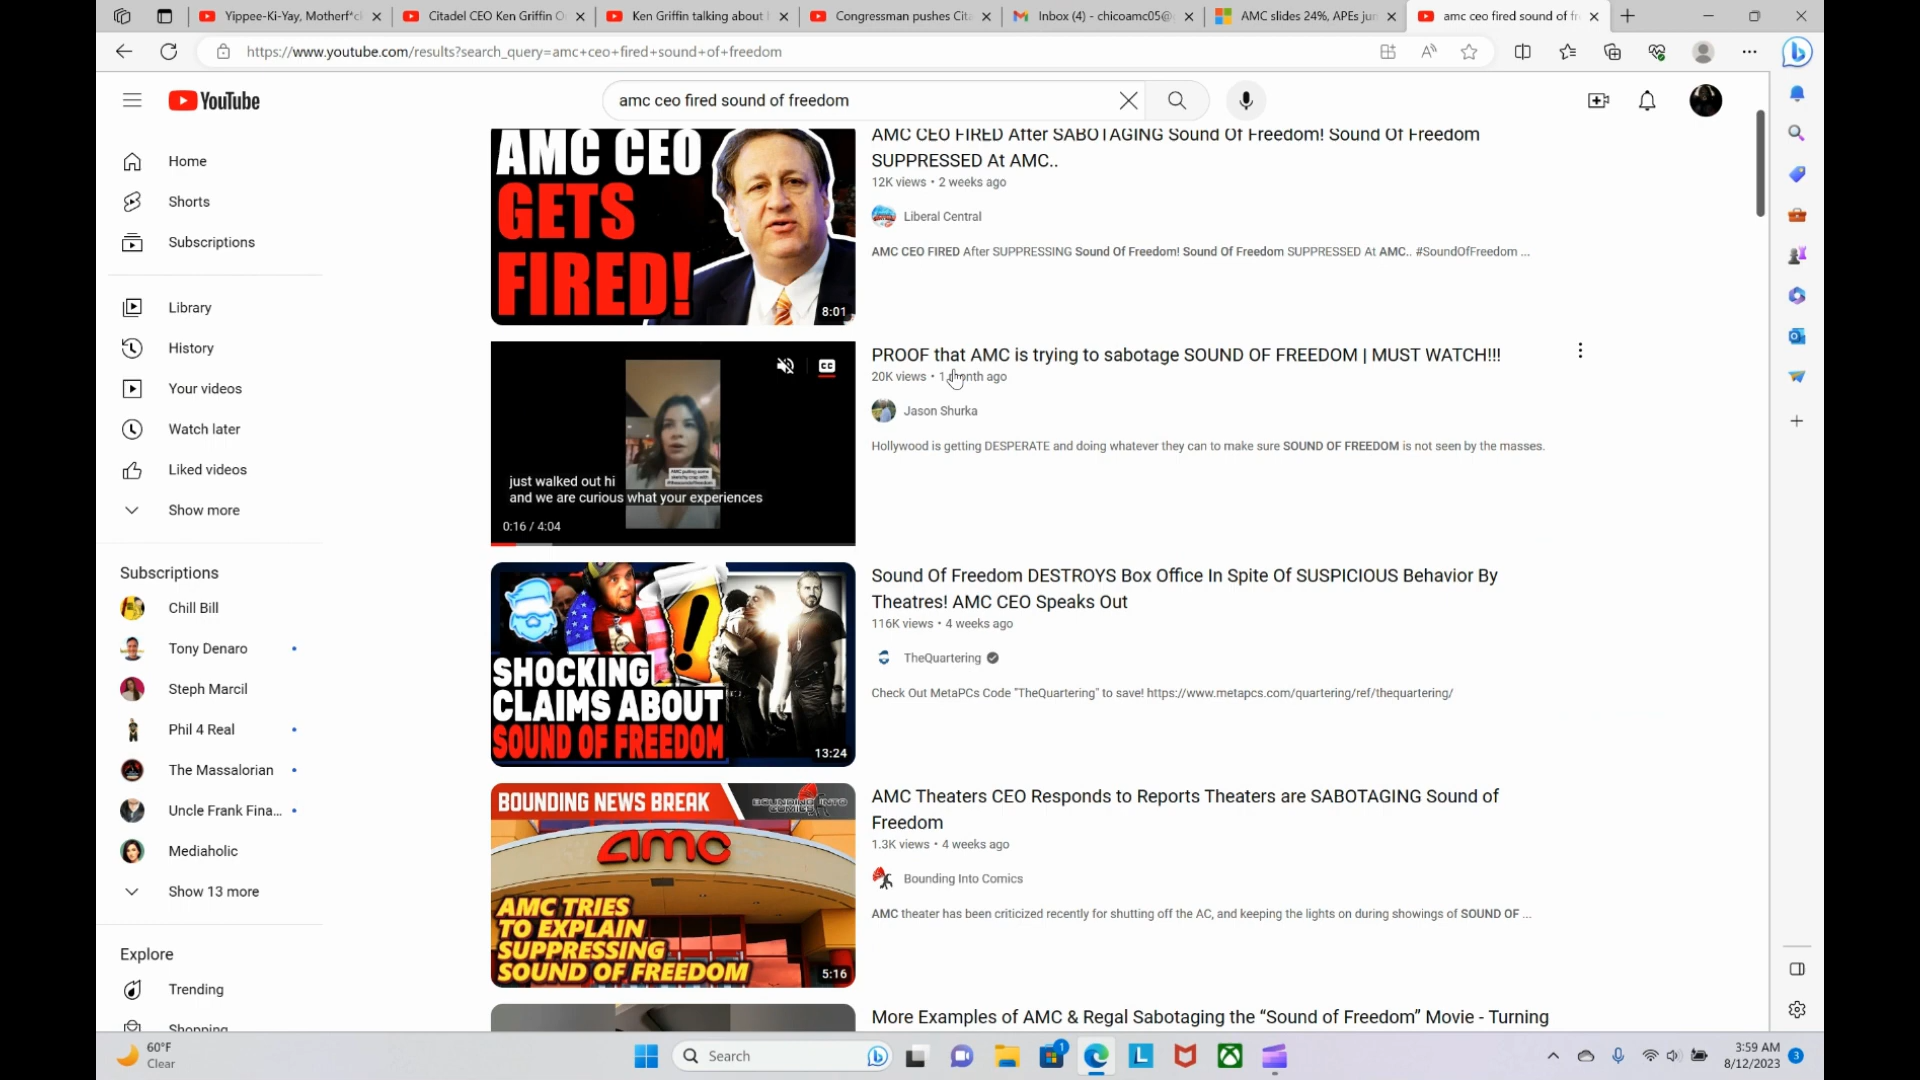 Yippee-Ki-Yay, Motherf*c
Citadel CEO Ken Griffin O
Ken Griffin talking about
Congressman pushes Cita
Inbox (4) - chicoamc05@
AMC slides 24%, APEs jum
amc ceo fired sound of fr
https://www.youtube.com/results?search_query=amc+ceo+fired+sound+of+freedom
YouTube
amc ceo fired sound of freedom
Home
Shorts
Subscriptions
Library
History
Your videos
Watch later
Liked videos
Show more
Subscriptions
Chill Bill
Tony Denaro
Steph Marcil
Phil 4 Real
The Massalorian
Uncle Frank Fina...
Mediaholic
Show 13 more
Explore
Trending
Shopping
AMC CEO
GETS
FIRED!
8:01
AMC CEO FIRED After SABOTAGING Sound Of Freedom! Sound Of Freedom
SUPPRESSED At AMC..
12K views • 2 weeks ago
Liberal Central
AMC CEO FIRED After SUPPRESSING Sound Of Freedom! Sound Of Freedom SUPPRESSED At AMC.. #SoundOfFreedom ...
CC
just walked out hi
and we are curious what your experiences
0:16 / 4:04
PROOF that AMC is trying to sabotage SOUND OF FREEDOM | MUST WATCH!!!
20K views • 1 month ago
Jason Shurka
Hollywood is getting DESPERATE and doing whatever they can to make sure SOUND OF FREEDOM is not seen by the masses.
SHOCKING
CLAIMS ABOUT
SOUND OF FREEDOM
13:24
Sound Of Freedom DESTROYS Box Office In Spite Of SUSPICIOUS Behavior By
Theatres! AMC CEO Speaks Out
116K views • 4 weeks ago
TheQuartering
Check Out MetaPCs Code "TheQuartering" to save! https://www.metapcs.com/quartering/ref/thequartering/
BOUNDING NEWS BREAK
BOUNDING INTO
COMICS
amc
AMC TRIES
TO EXPLAIN
SUPPRESSING
SOUND OF FREEDOM
5:16
AMC Theaters CEO Responds to Reports Theaters are SABOTAGING Sound of
Freedom
1.3K views • 4 weeks ago
Bounding Into Comics
AMC theater has been criticized recently for shutting off the AC, and keeping the lights on during showings of SOUND OF ...
More Examples of AMC & Regal Sabotaging the “Sound of Freedom” Movie - Turning
60°F
Clear
Search
1
L
3:59 AM
8/12/2023
3